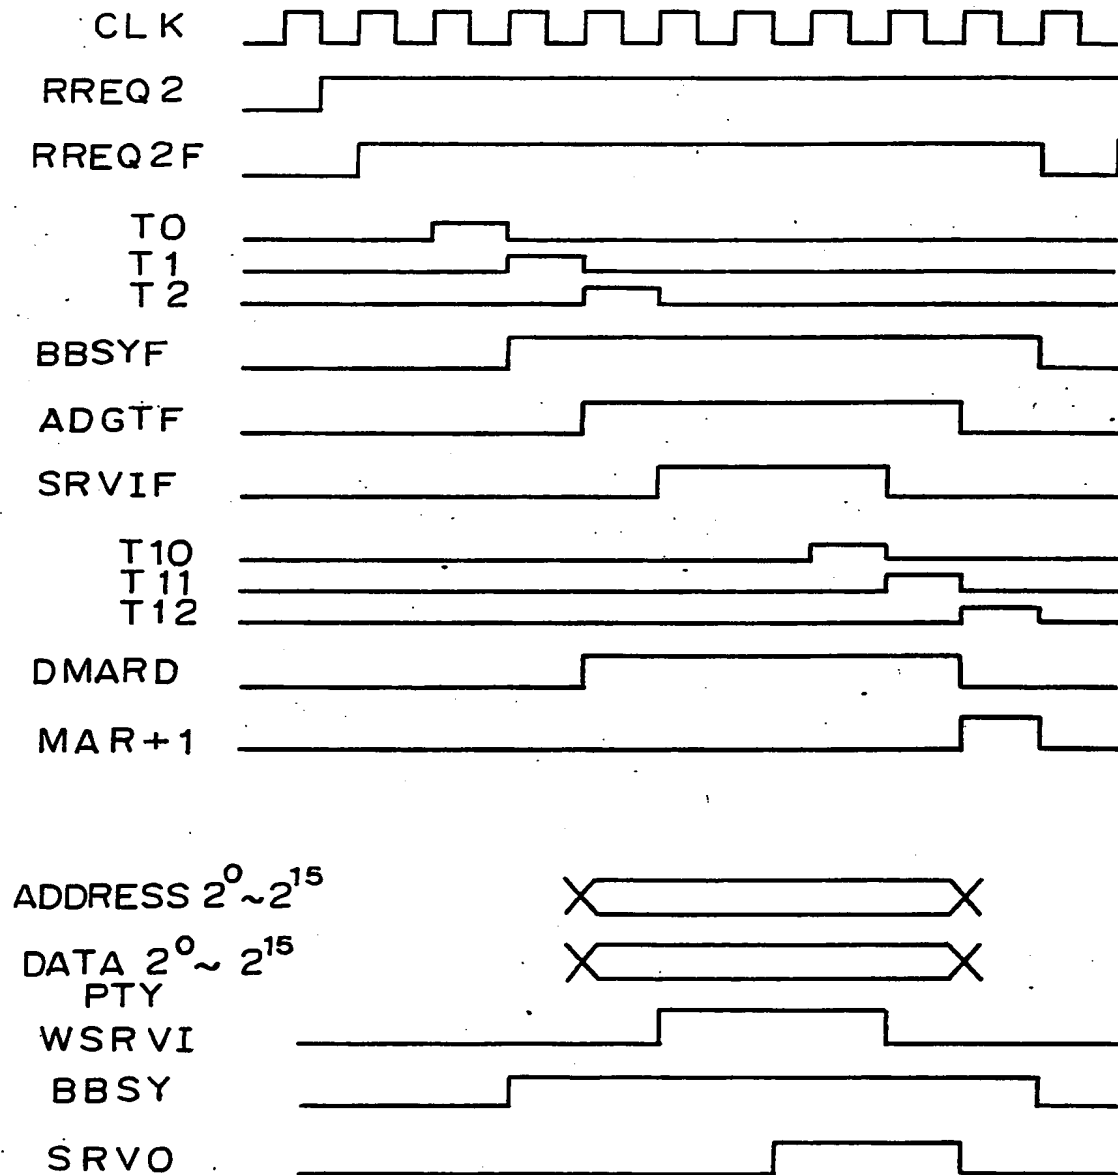 CLK
RREQ2
RREQ2F
T0
T1
T2
BBSYF
ADGTF
SRVIF
T10
T11
T12
DMARD
MAR+1
ADDRESS 2⁰~2¹⁵
DATA 2⁰~ 2¹⁵
PTY
WSRVI
BBSY
SRVO